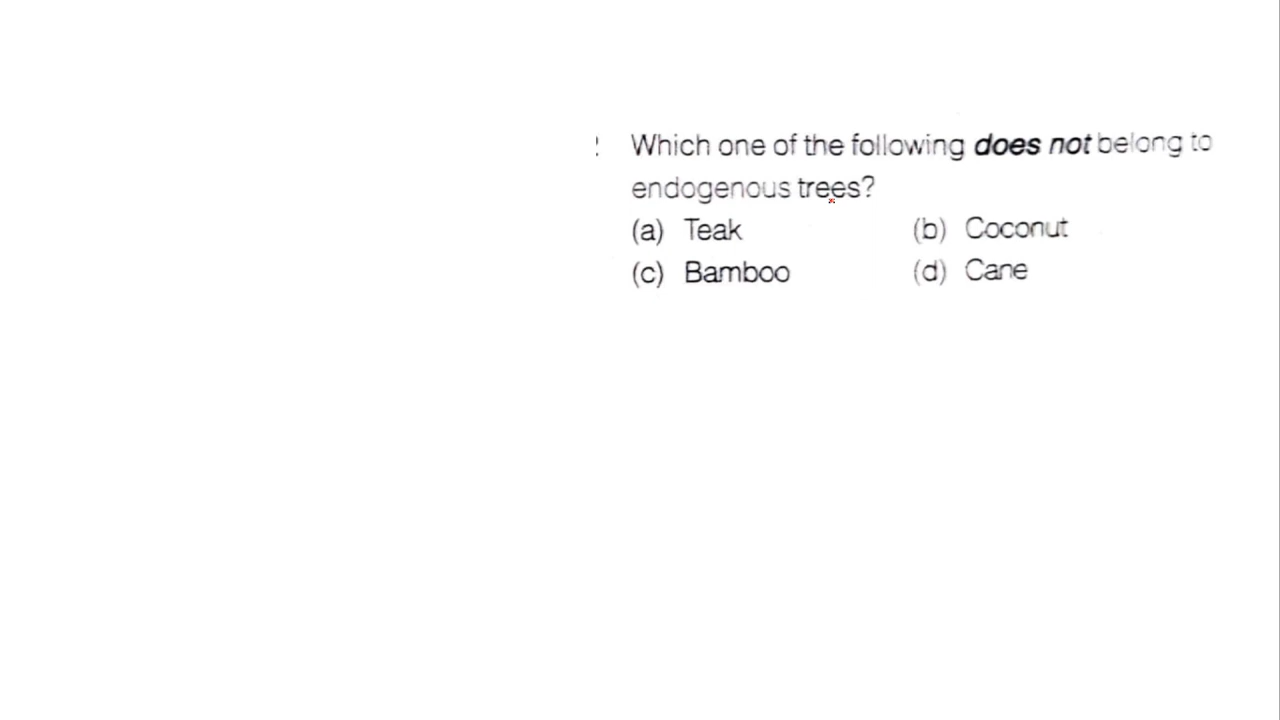 Which one of the following does not belong to
endogenous trees?
(a) Teak (b) Coconut
(c) Bamboo (d) Cane